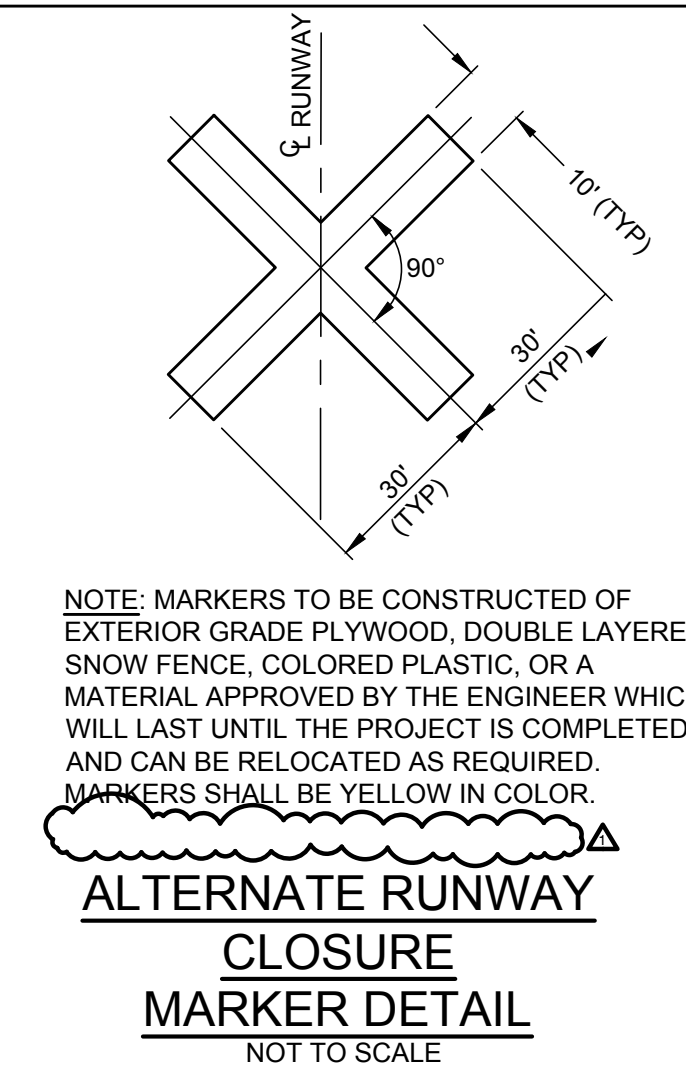 ℄ RUNWAY
10' (TYP)
90°
30'
(TYP)
30'
(TYP)
NOTE: MARKERS TO BE CONSTRUCTED OF
EXTERIOR GRADE PLYWOOD, DOUBLE LAYERE
SNOW FENCE, COLORED PLASTIC, OR A
MATERIAL APPROVED BY THE ENGINEER WHIC
WILL LAST UNTIL THE PROJECT IS COMPLETED
AND CAN BE RELOCATED AS REQUIRED.
MARKERS SHALL BE YELLOW IN COLOR.
1
ALTERNATE RUNWAY
CLOSURE
MARKER DETAIL
NOT TO SCALE